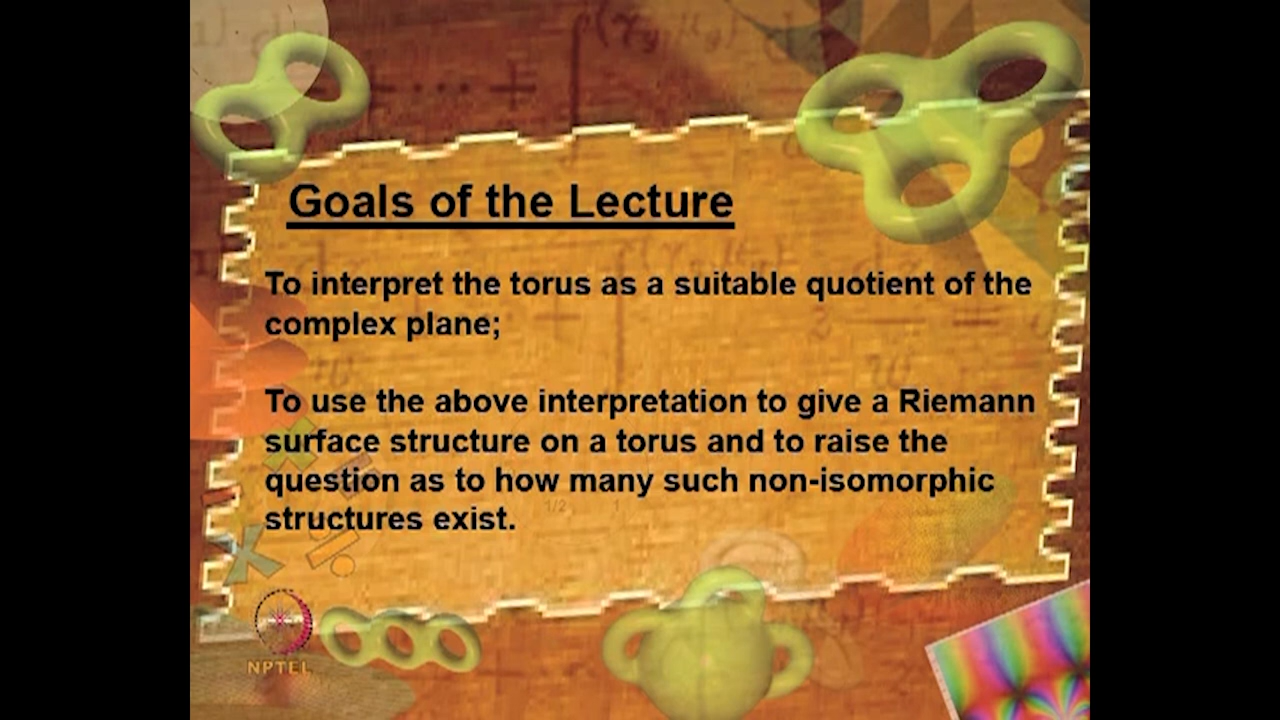 Goals of the Lecture
To interpret the torus as a suitable quotient of the
complex plane;
To use the above interpretation to give a Riemann
surface structure on a torus and to raise the
question as to how many such non-isomorphic
structures exist.
1/2
NPTEL